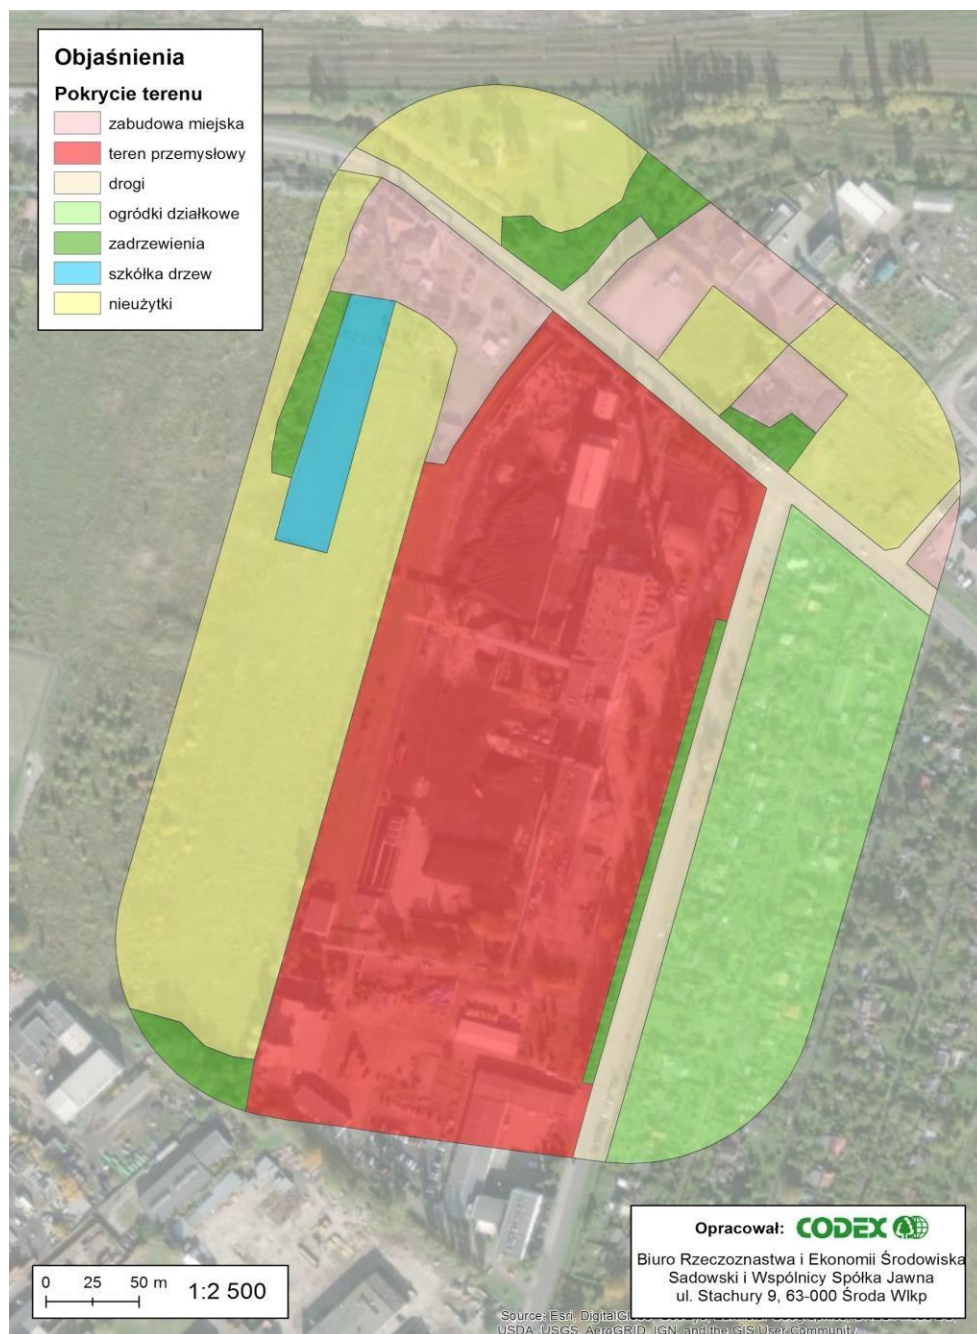 Objaśnienia
Pokrycie terenu
zabudowa miejska
teren przemysłowy
drogi
ogródki działkowe
zadrzewienia
szkółka drzew
nieużytki
Opracował: CODEX
Biuro Rzeczoznastwa i Ekonomii Środowiska
Sadowski i Wspólnicy Spółka Jawna
ul. Stachury 9, 63-000 Środa Wlkp
0 25 50 m 1:2 500
Source: Esri,
USDA, USGS, AeroGRID, IGN, and the GIS User Community